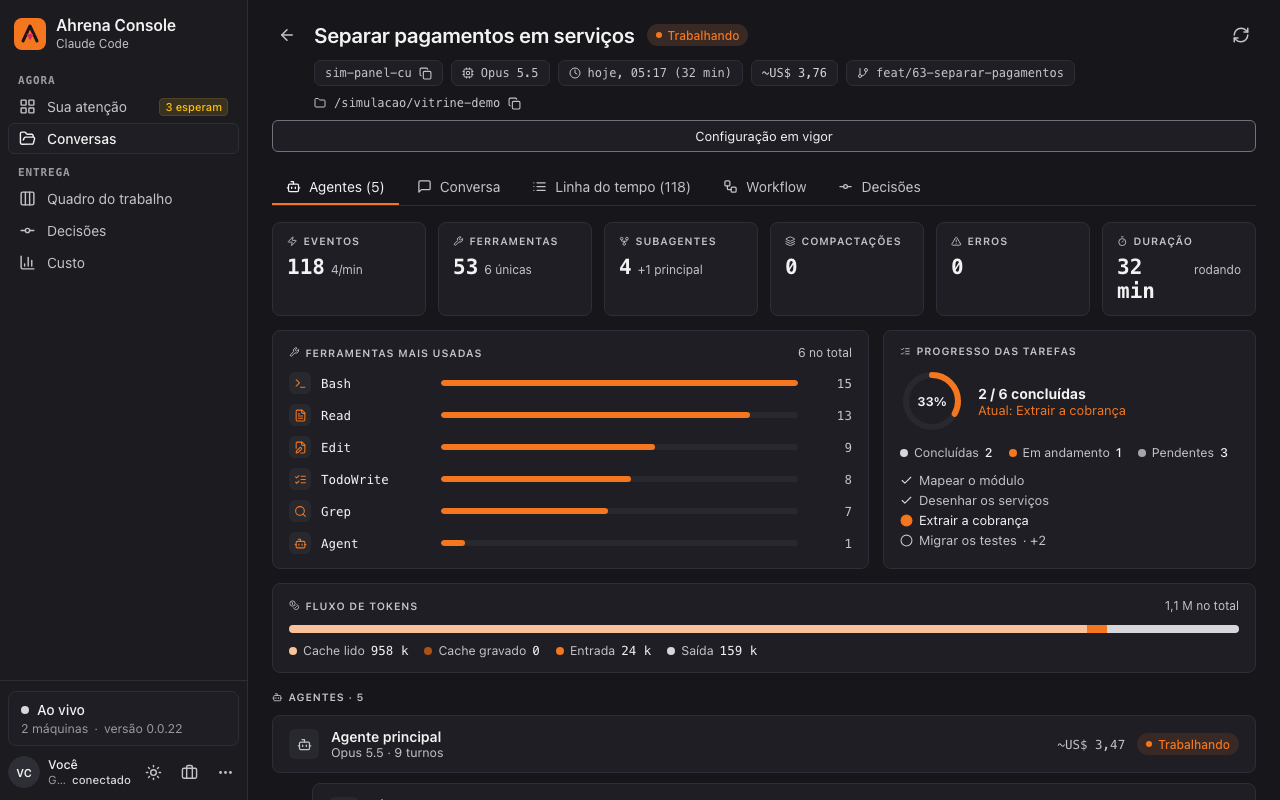 Ahrena Console
Claude Code
AGORA
Sua atenção 3 esperam
Conversas
ENTREGA
Quadro do trabalho
Decisões
Custo
Ao vivo
2 máquinas · versão 0.0.22
VC
Você
G... conectado
Separar pagamentos em serviços Trabalhando
sim-panel-cu Opus 5.5 hoje, 05:17 (32 min) ~US$ 3,76 feat/63-separar-pagamentos
/simulacao/vitrine-demo
Configuração em vigor
Agentes (5) Conversa Linha do tempo (118) Workflow Decisões
EVENTOS
118 4/min
FERRAMENTAS
53 6 únicas
SUBAGENTES
4 +1 principal
COMPACTAÇÕES
0
ERROS
0
DURAÇÃO
32 min rodando
FERRAMENTAS MAIS USADAS 6 no total
Bash 15
Read 13
Edit 9
TodoWrite 8
Grep 7
Agent 1
PROGRESSO DAS TAREFAS
33%
2 / 6 concluídas
Atual: Extrair a cobrança
Concluídas 2 Em andamento 1 Pendentes 3
Mapear o módulo
Desenhar os serviços
Extrair a cobrança
Migrar os testes · +2
FLUXO DE TOKENS 1,1 M no total
Cache lido 958 k Cache gravado 0 Entrada 24 k Saída 159 k
AGENTES · 5
Agente principal
Opus 5.5 · 9 turnos
~US$ 3,47 Trabalhando